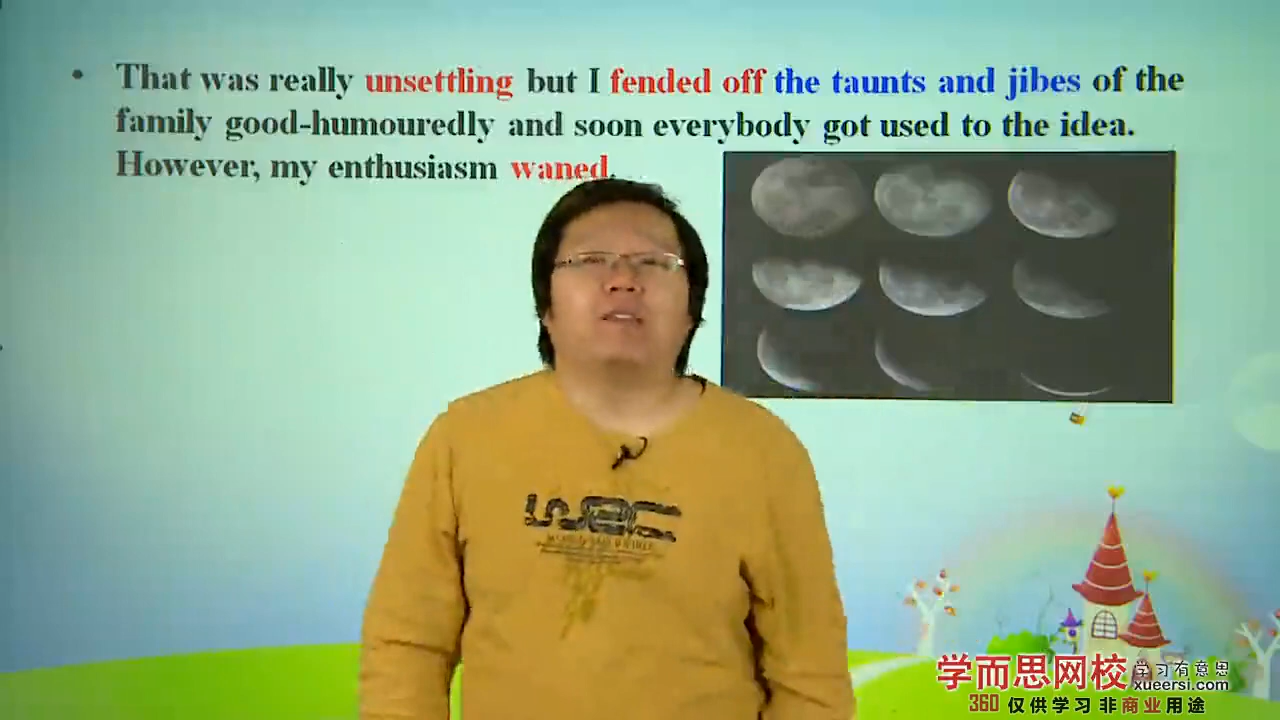 • That was really unsettling but I fended off the taunts and jibes of the
family good-humouredly and soon everybody got used to the idea.
However, my enthusiasm waned.
学而思网校 学习有意思
xueersi.com
360 仅供学习 非商业用途